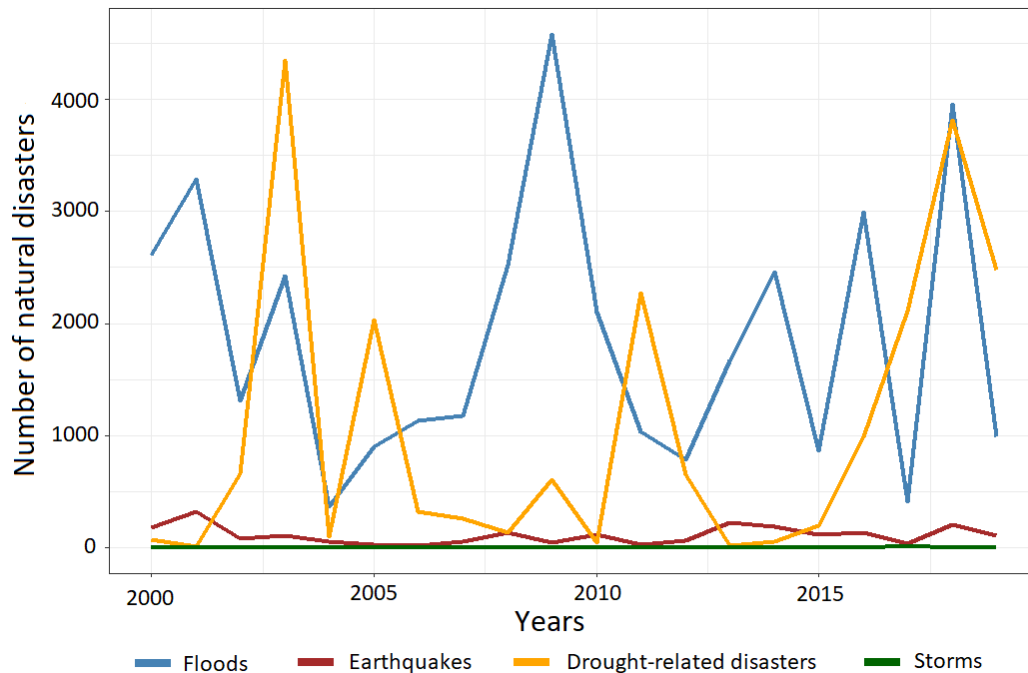 Number of natural disasters
4000
3000
2000
1000
0
2000 2005 2010 2015
Years
Floods Earthquakes Drought-related disasters Storms